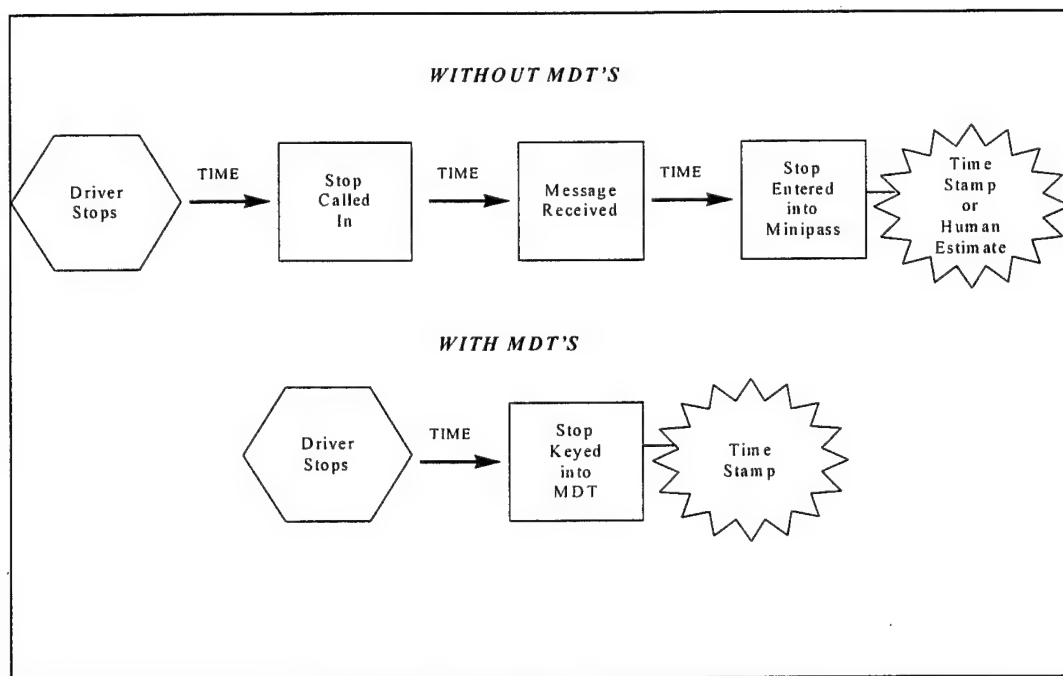 WITHOUT MDT'S
Driver
Stops
TIME
Stop
Called
In
TIME
Message
Received
TIME
Stop
Entered
into
Minipass
Time
Stamp
or
Human
Estimate
WITH MDT'S
Driver
Stops
TIME
Stop
Keyed
into
MDT
Time
Stamp